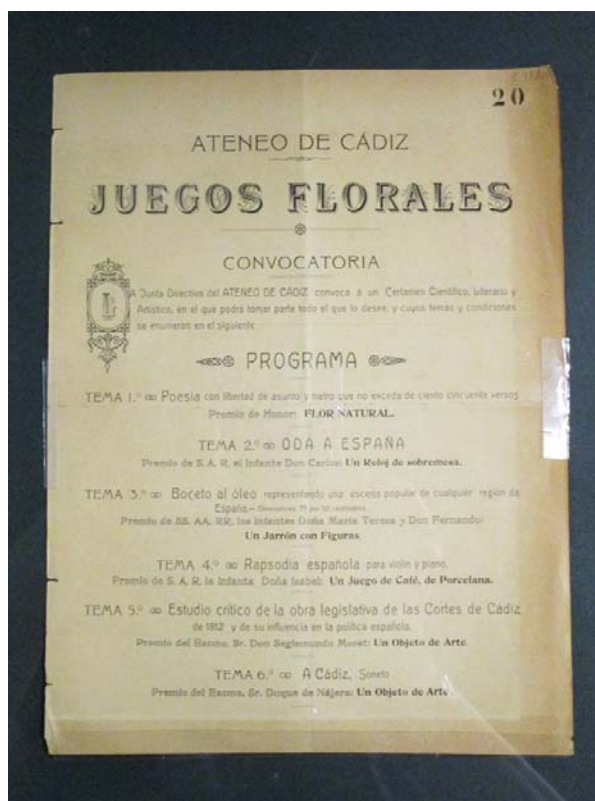 20
ATENEO DE CÁDIZ
JUEGOS FLORALES
CONVOCATORIA
LA Junta Directiva del ATENEO DE CÁDIZ convoca á un Certamen Científico, Literario y
Artístico, en el que podrá tomar parte todo el que lo desee, y cuyos temas y condiciones
se enumeran en el siguiente
PROGRAMA
TEMA 1.º Poesía con libertad de asunto y metro que no exceda de ciento cincuenta versos
Premio de Honor: FLOR NATURAL.
TEMA 2.º ODA A ESPAÑA
Premio de S. A. R. el Infante Don Carlos: Un Reloj de sobremesa.
TEMA 3.º Boceto al óleo representando una escena popular de cualquier región de
España.—
Premio de SS. AA. RR. los Infantes Doña María Teresa y Don Fernando:
Un Jarrón con Figuras.
TEMA 4.º Rapsodia española para violín y piano.
Premio de S. A. R. la Infanta Doña Isabel: Un Juego de Café, de Porcelana.
TEMA 5.º Estudio crítico de la obra legislativa de las Cortes de Cádiz
de 1812 y de su influencia en la política española.
Premio del Excmo. Sr. Don Segismundo Moret: Un Objeto de Arte.
TEMA 6.º A Cádiz, Soneto
Premio del Excmo. Sr. Duque de Nájera: Un Objeto de Arte